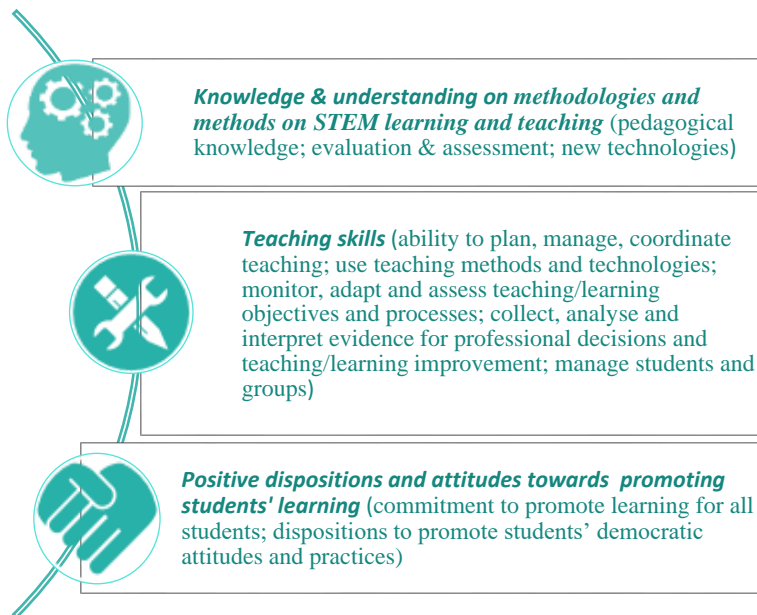 Knowledge & understanding on methodologies and
methods on STEM learning and teaching (pedagogical
knowledge; evaluation & assessment; new technologies)
Teaching skills (ability to plan, manage, coordinate
teaching; use teaching methods and technologies;
monitor, adapt and assess teaching/learning
objectives and processes; collect, analyse and
interpret evidence for professional decisions and
teaching/learning improvement; manage students and
groups)
Positive dispositions and attitudes towards  promoting
students' learning (commitment to promote learning for all
students; dispositions to promote students’ democratic
attitudes and practices)